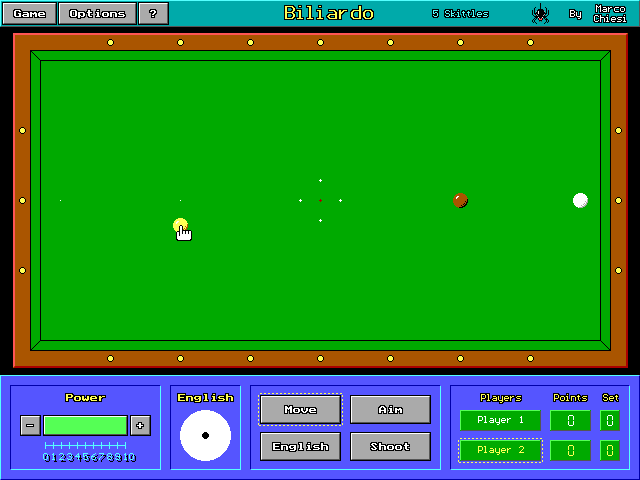 Game Options ? Biliardo 5 Skittles By Marco Chiesi
Power English Players Points Set
Move Aim
English Shoot
- +
012345678910
Player 1 0 0
Player 2 0 0